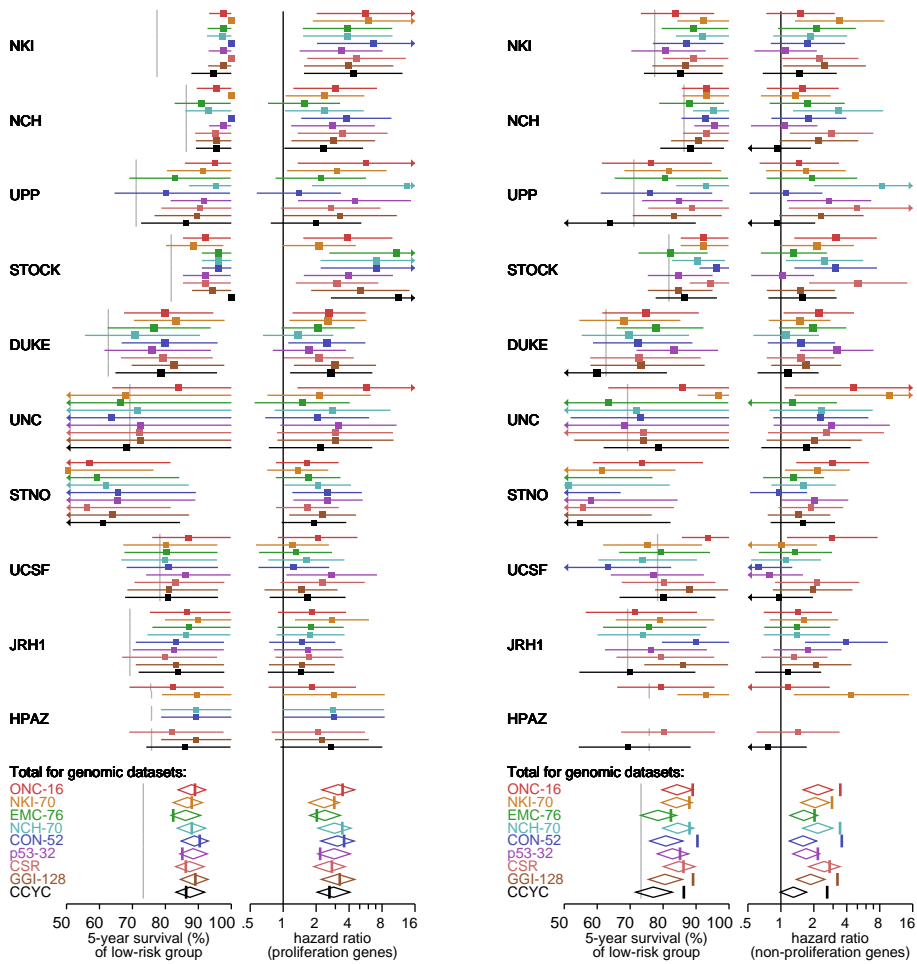 NKI
NCH
UPP
STOCK
DUKE
UNC
STNO
UCSF
JRH1
HPAZ
Total for genomic datasets:
ONC-16
NKI-70
EMC-76
NCH-70
CON-52
p53-32
CSR
GGI-128
CCYC
50 60 70 80 90 100
5-year survival (%)
of low-risk group
.5 1 2 4 8 16
hazard ratio
(proliferation genes)
NKI
NCH
UPP
STOCK
DUKE
UNC
STNO
UCSF
JRH1
HPAZ
Total for genomic datasets:
ONC-16
NKI-70
EMC-76
NCH-70
CON-52
p53-32
CSR
GGI-128
CCYC
50 60 70 80 90 100
5-year survival (%)
of low-risk group
.5 1 2 4 8 16
hazard ratio
(non-proliferation genes)